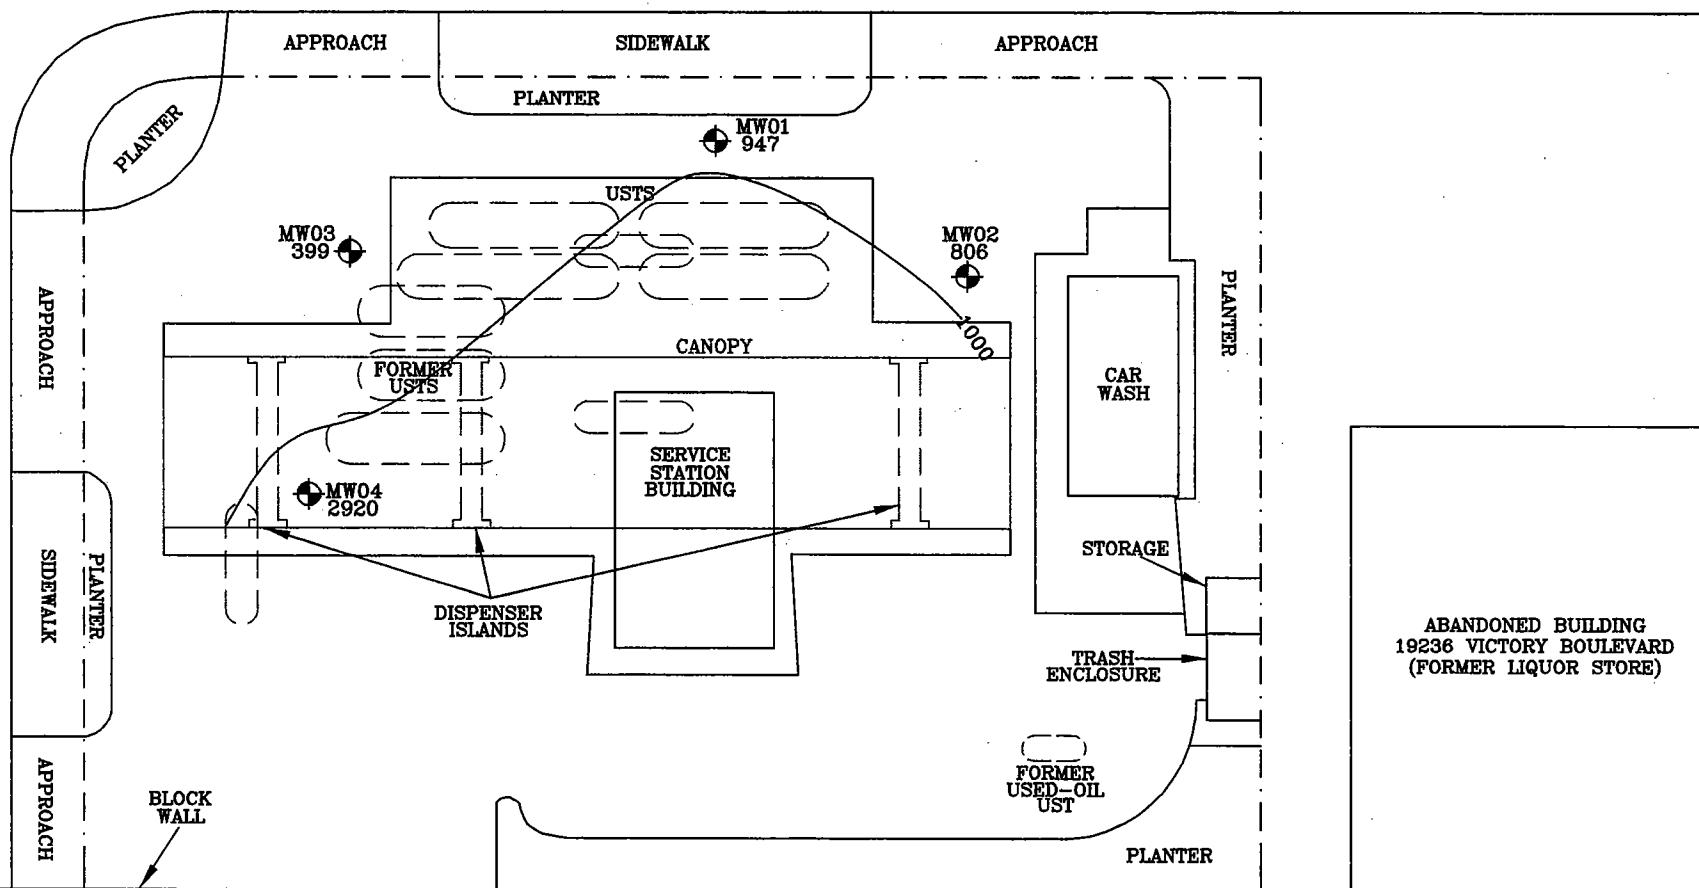 APPROACH
SIDEWALK
APPROACH
PLANTER
PLANTER
MW01
947
USTS
MW03
399
MW02
806
PLANTER
APPROACH
1000
CANOPY
FORMER
USTS
CAR
WASH
SERVICE
STATION
BUILDING
MW04
2920
STORAGE
SIDEWALK
PLANTER
DISPENSER
ISLANDS
ABANDONED BUILDING
19236 VICTORY BOULEVARD
(FORMER LIQUOR STORE)
TRASH
ENCLOSURE
FORMER
USED-OIL
UST
APPROACH
BLOCK
WALL
PLANTER